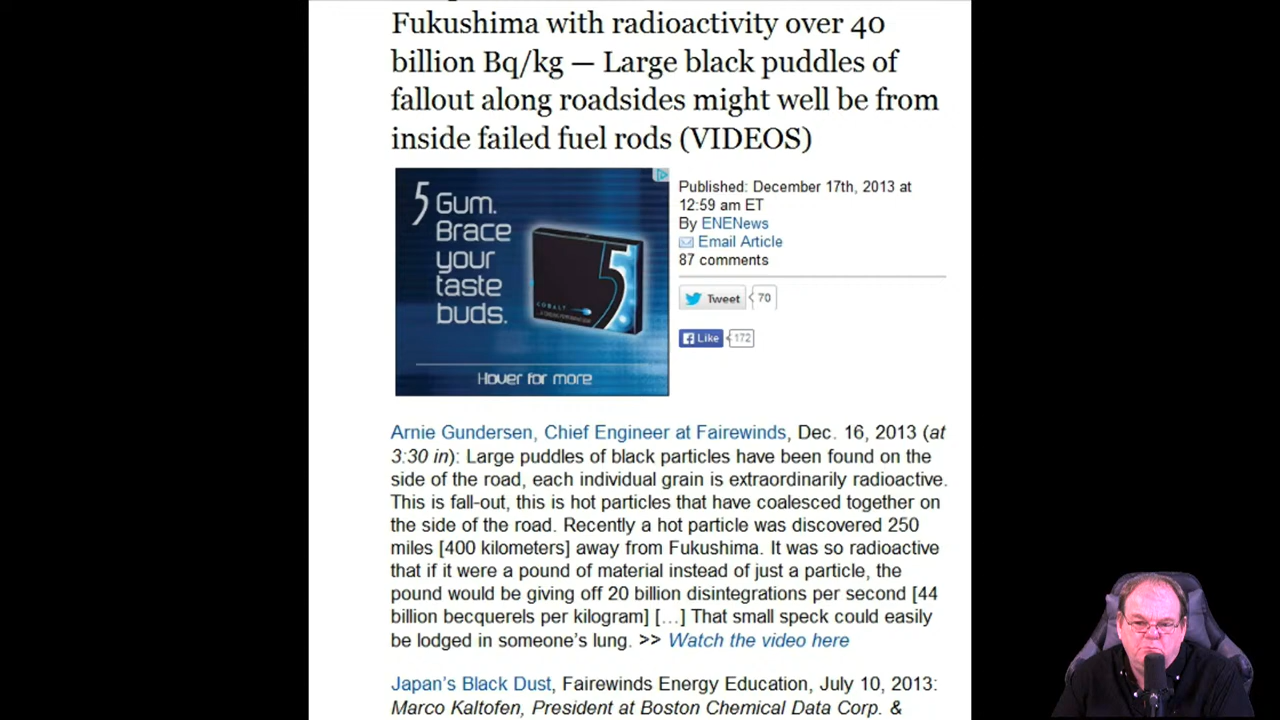 Fukushima with radioactivity over 40
billion Bq/kg — Large black puddles of
fallout along roadsides might well be from
inside failed fuel rods (VIDEOS)
5 Gum.
Brace
your
taste
buds.
5
COBALT
Hover for more
Published: December 17th, 2013 at
12:59 am ET
By ENENews
Email Article
87 comments
Tweet 70
Like 172
Arnie Gundersen, Chief Engineer at Fairewinds, Dec. 16, 2013 (at
3:30 in): Large puddles of black particles have been found on the
side of the road, each individual grain is extraordinarily radioactive.
This is fall-out, this is hot particles that have coalesced together on
the side of the road. Recently a hot particle was discovered 250
miles [400 kilometers] away from Fukushima. It was so radioactive
that if it were a pound of material instead of just a particle, the
pound would be giving off 20 billion disintegrations per second [44
billion becquerels per kilogram] [...] That small speck could easily
be lodged in someone's lung. >> Watch the video here
Japan's Black Dust, Fairewinds Energy Education, July 10, 2013:
Marco Kaltofen, President at Boston Chemical Data Corp. &